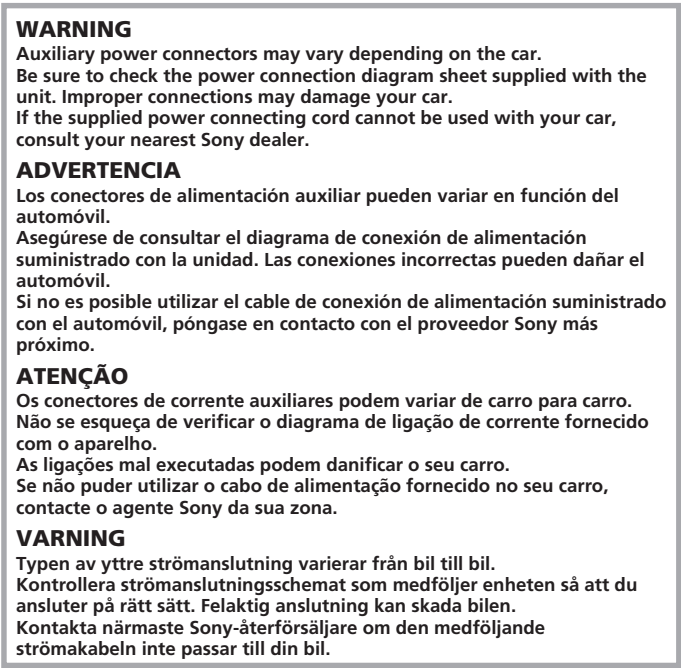 WARNING
Auxiliary power connectors may vary depending on the car.
Be sure to check the power connection diagram sheet supplied with the
unit. Improper connections may damage your car.
If the supplied power connecting cord cannot be used with your car,
consult your nearest Sony dealer.
ADVERTENCIA
Los conectores de alimentación auxiliar pueden variar en función del
automóvil.
Asegúrese de consultar el diagrama de conexión de alimentación
suministrado con la unidad. Las conexiones incorrectas pueden dañar el
automóvil.
Si no es posible utilizar el cable de conexión de alimentación suministrado
con el automóvil, póngase en contacto con el proveedor Sony más
próximo.
ATENÇÃO
Os conectores de corrente auxiliares podem variar de carro para carro.
Não se esqueça de verificar o diagrama de ligação de corrente fornecido
com o aparelho.
As ligações mal executadas podem danificar o seu carro.
Se não puder utilizar o cabo de alimentação fornecido no seu carro,
contacte o agente Sony da sua zona.
VARNING
Typen av yttre strömanslutning varierar från bil till bil.
Kontrollera strömanslutningsschemat som medföljer enheten så att du
ansluter på rätt sätt. Felaktig anslutning kan skada bilen.
Kontakta närmaste Sony-återförsäljare om den medföljande
strömakabeln inte passar till din bil.